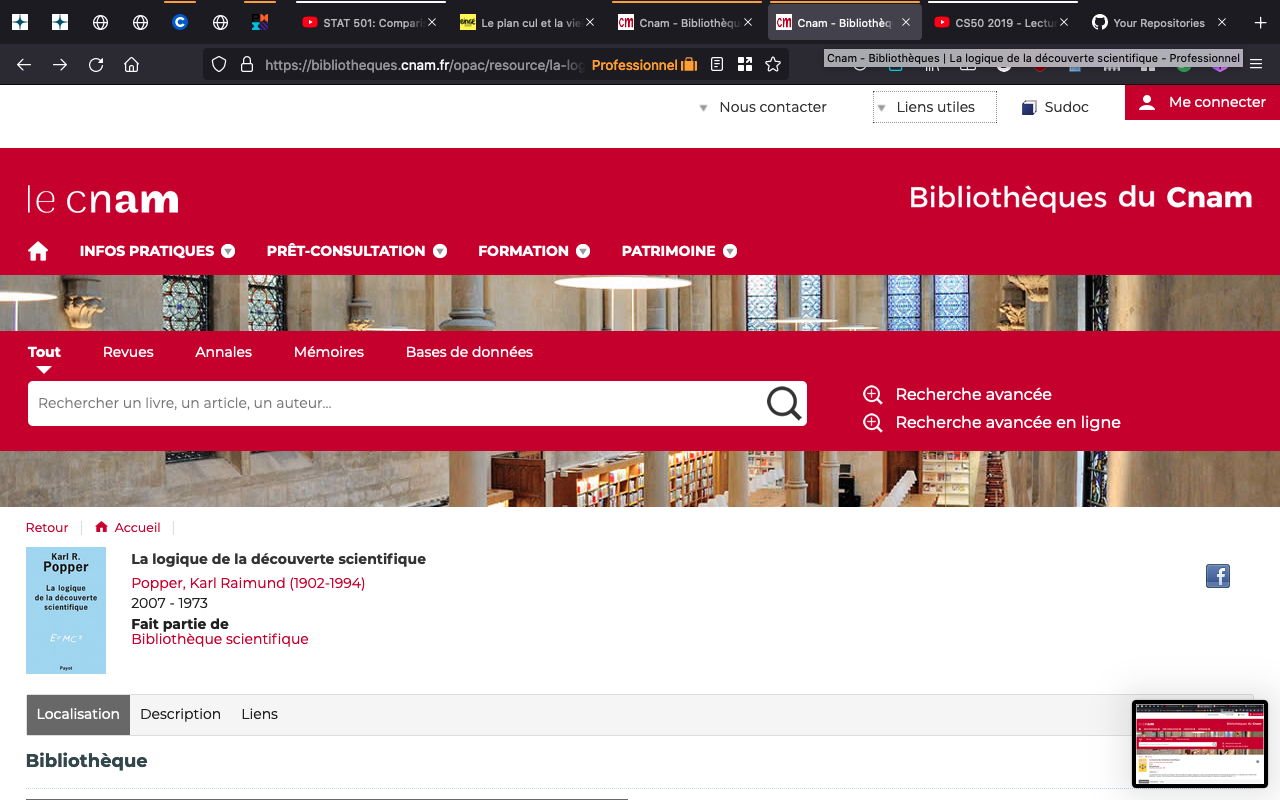 STAT 501: Compari
Le plan cul et la vie
Cnam - Bibliothèqu
Cnam - Bibliothèq
CS50 2019 - Lectu
Your Repositories
https://bibliotheques.cnam.fr/opac/resource/la-log
Professionnel
Cnam - Bibliothèques | La logique de la découverte scientifique - Professionnel
Nous contacter
Liens utiles
Sudoc
Me connecter
le cnam
Bibliothèques du Cnam
INFOS PRATIQUES
PRÊT-CONSULTATION
FORMATION
PATRIMOINE
Tout
Revues
Annales
Mémoires
Bases de données
Rechercher un livre, un article, un auteur...
Recherche avancée
Recherche avancée en ligne
Retour
Accueil
Karl R.
Popper
La logique
de la découverte
scientifique
E=MC²
Payot
La logique de la découverte scientifique
Popper, Karl Raimund (1902-1994)
2007 - 1973
Fait partie de
Bibliothèque scientifique
Localisation
Description
Liens
Bibliothèque